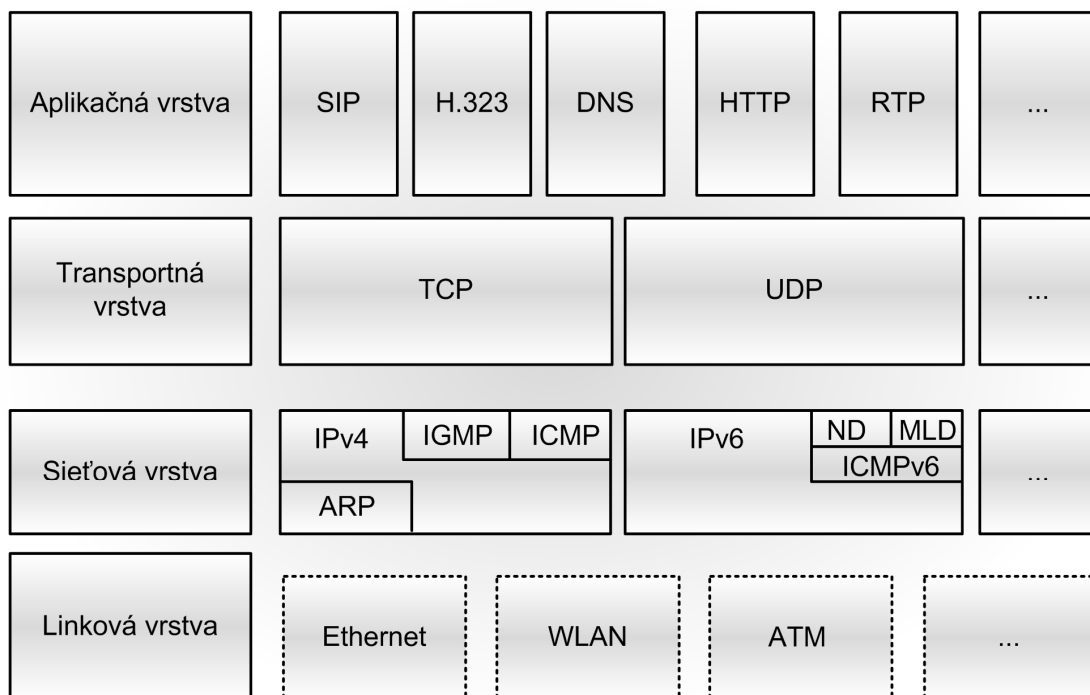 Aplikačná vrstva
SIP
H.323
DNS
HTTP
RTP
...
Transportná
vrstva
TCP
UDP
...
Sieťová vrstva
IPv4
IGMP
ICMP
ARP
IPv6
ND
MLD
ICMPv6
...
Linková vrstva
Ethernet
WLAN
ATM
...